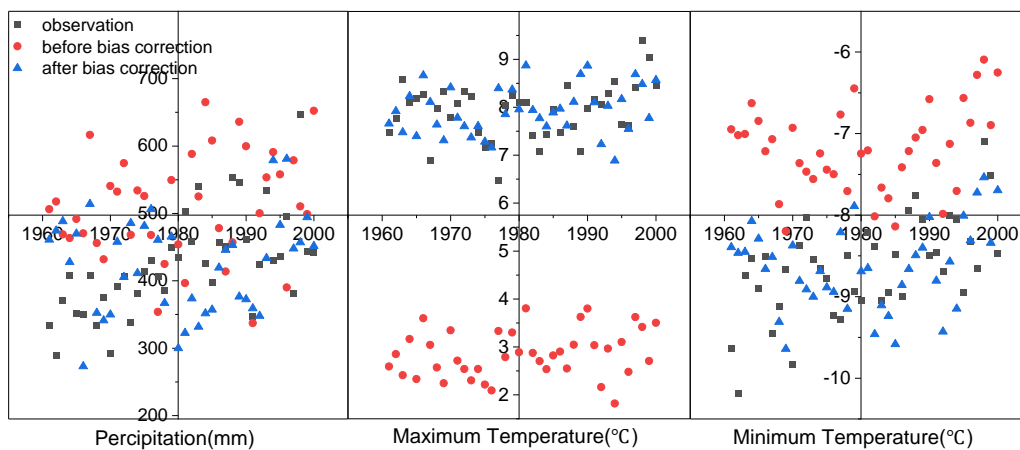 observation
before bias correction
after bias correction
700
600
500
400
300
200
1960 1970 1980 1990 2000
9
8
7
6
5
4
3
2
1960 1970 1980 1990 2000
-6
-7
-8
-9
-10
1960 1970 1980 1990 2000
Percipitation(mm) Maximum Temperature(℃) Minimum Temperature(℃)